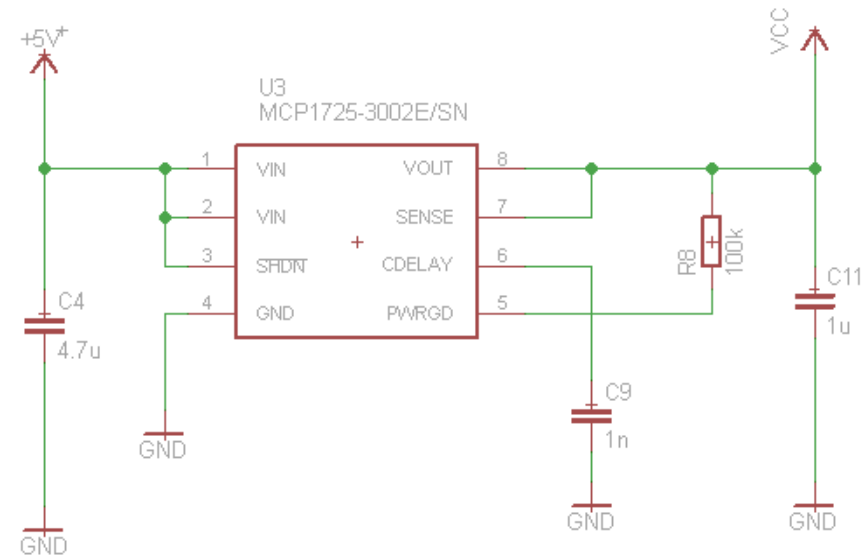 +5V
VCC
U3
MCP1725-3002E/SN
1 VIN VOUT 8
2 VIN SENSE 7
3 SHDN CDELAY 6
4 GND PWRGD 5
R8
100k
C4
4.7u
C11
1u
C9
1n
GND
GND
GND
GND